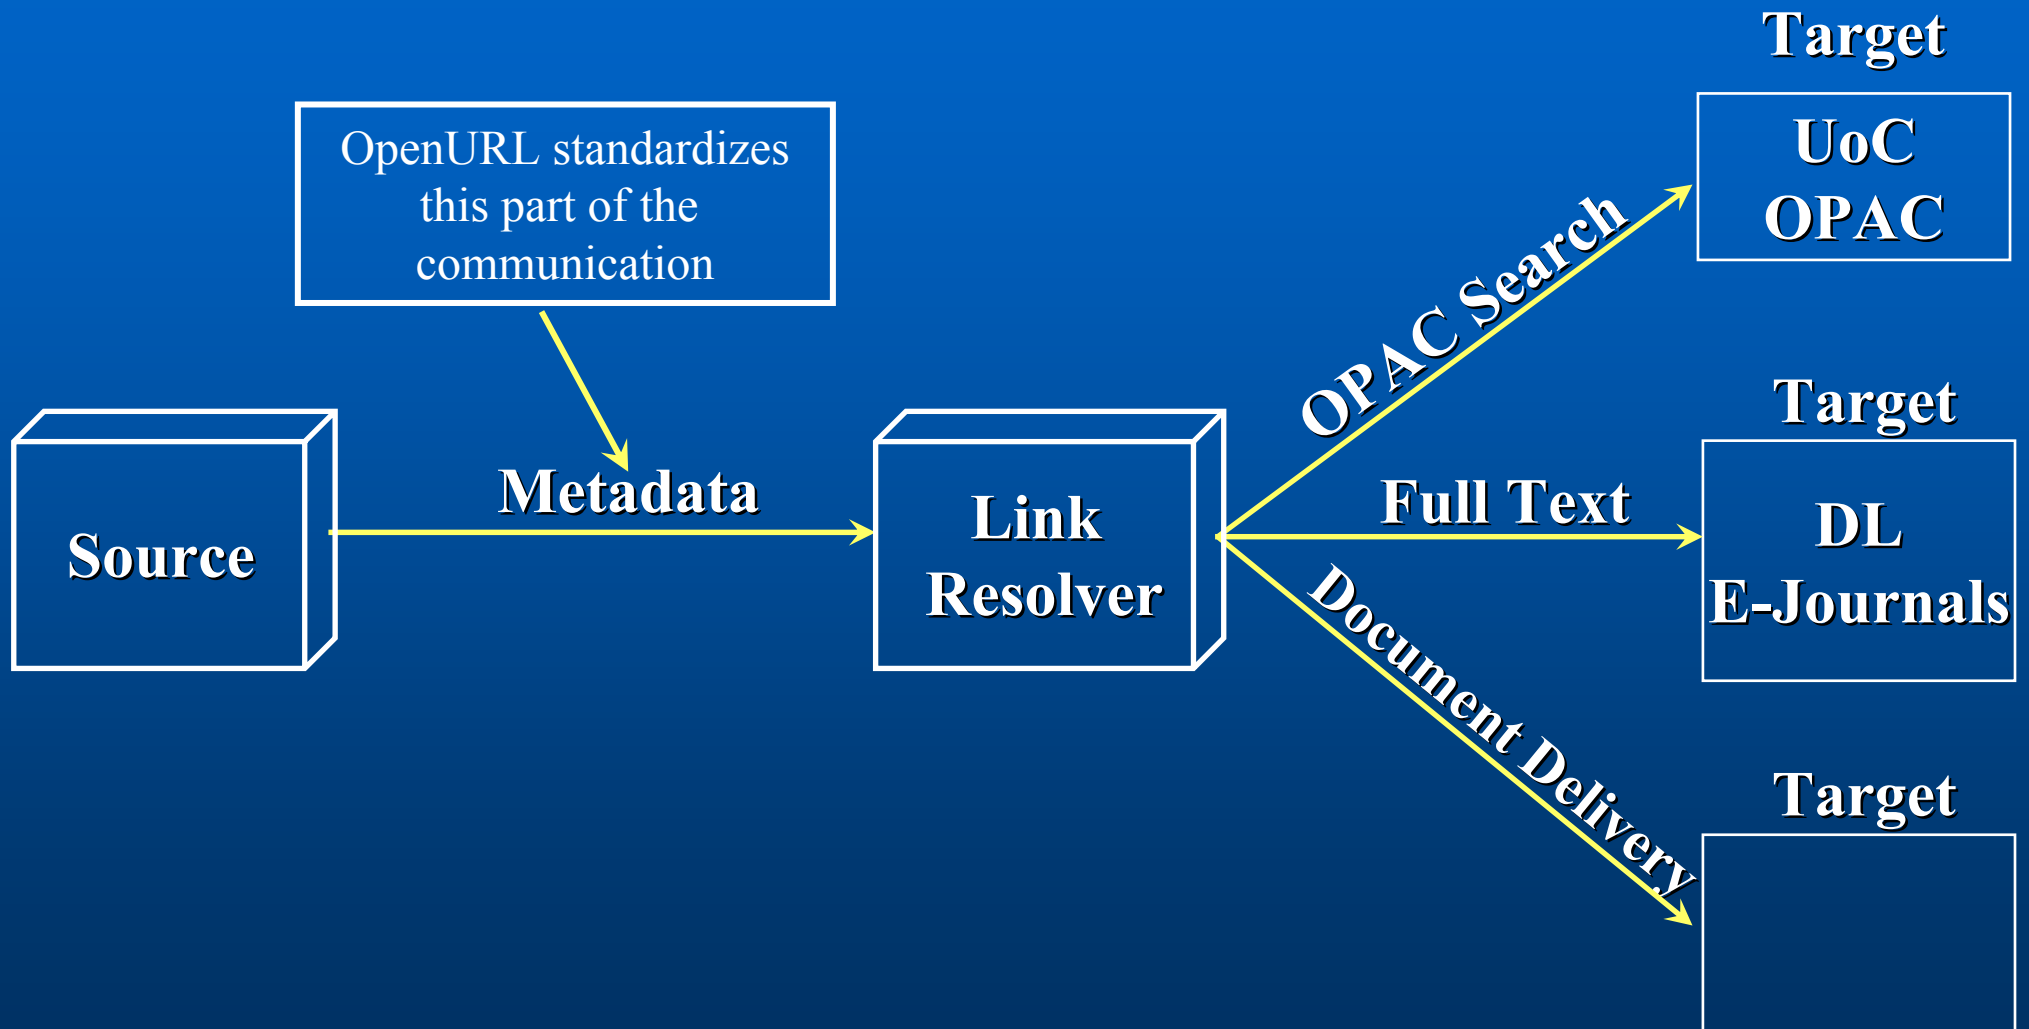 Target
UoC
OPAC
OpenURL standardizes
this part of the
communication
OPAC Search
Target
Source
Metadata
Link
Resolver
Full Text
DL
E-Journals
Document Delivery
Target